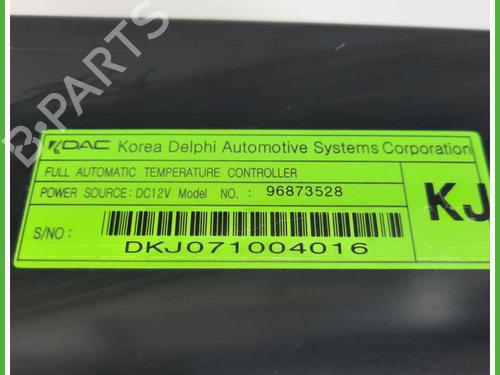 B-PARTS
KDAC Korea Delphi Automotive Systems Corporation
FULL AUTOMATIC TEMPERATURE CONTROLLER
POWER SOURCE: DC12V Model NO. : 96873528
KJ
S/NO :
DKJ071004016